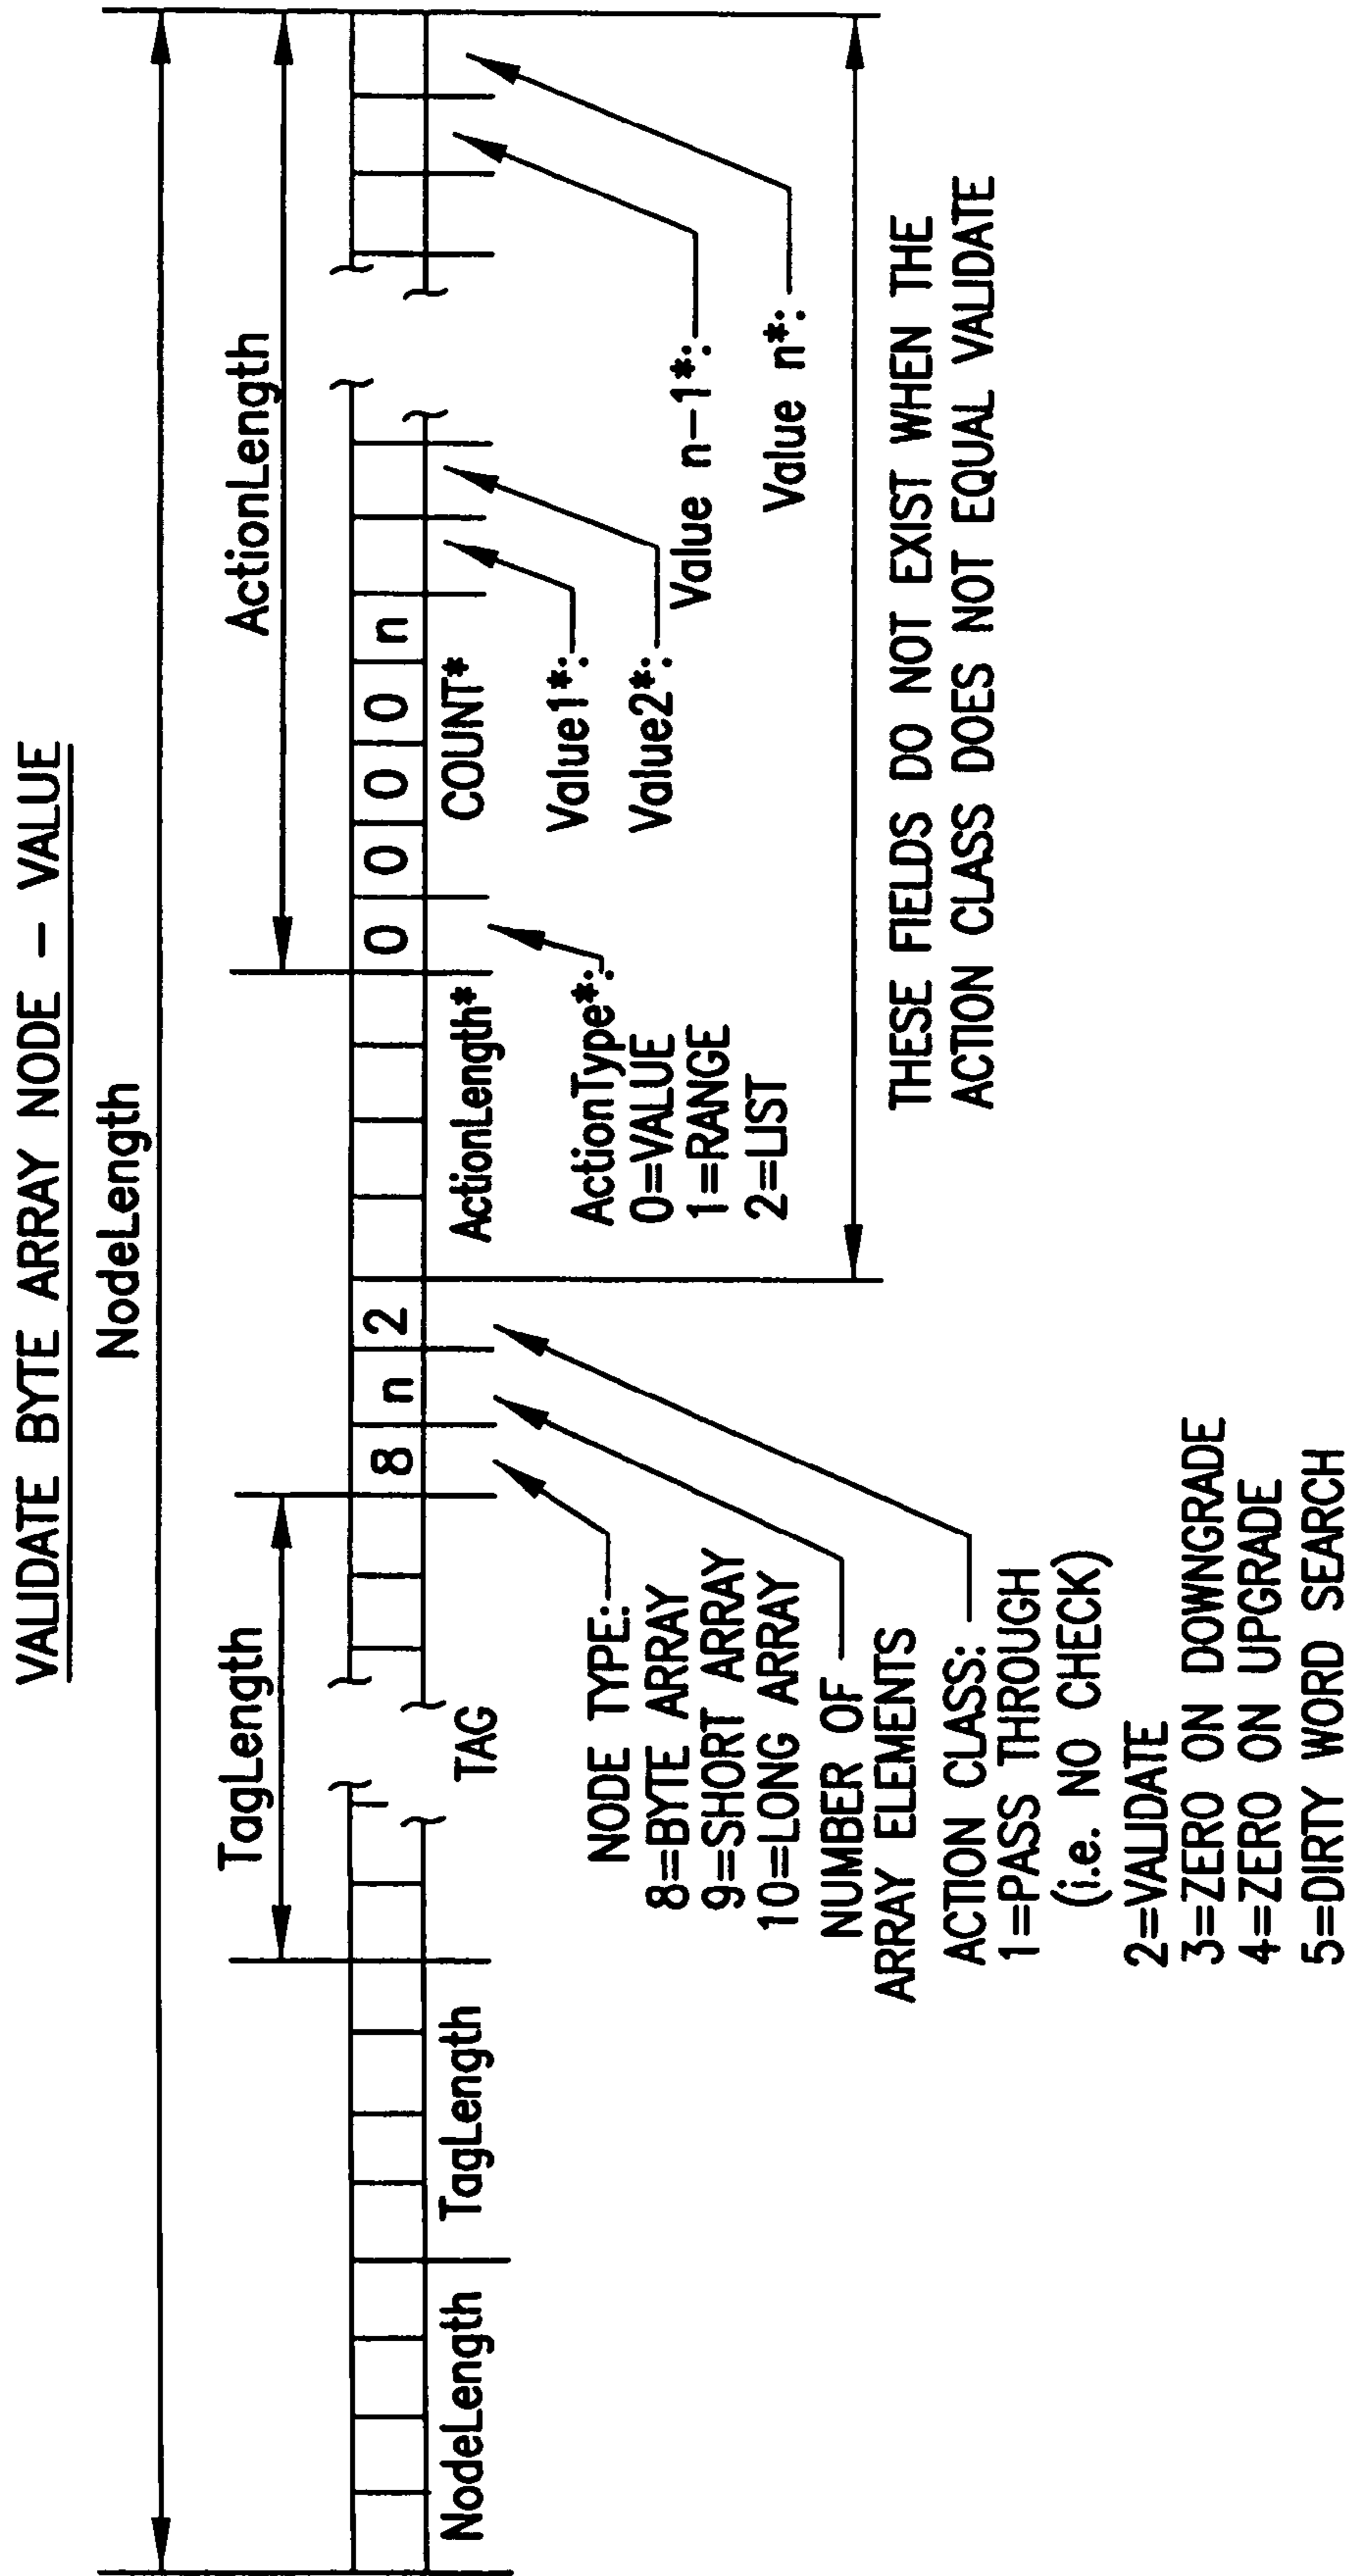 VALIDATE BYTE ARRAY NODE – VALUE
NodeLength
TagLength
ActionLength
8 n 2
0 0 0 0 n
NodeLength
TagLength
TAG
ActionLength*
COUNT*
NODE TYPE:
8=BYTE ARRAY
9=SHORT ARRAY
10=LONG ARRAY
NUMBER OF
ARRAY ELEMENTS
ACTION CLASS:
1=PASS THROUGH
(i.e. NO CHECK)
2=VALIDATE
3=ZERO ON DOWNGRADE
4=ZERO ON UPGRADE
5=DIRTY WORD SEARCH
ActionType*:
0=VALUE
1=RANGE
2=LIST
Value1*:
Value2*:
Value n-1*:
Value n*:
THESE FIELDS DO NOT EXIST WHEN THE
ACTION CLASS DOES NOT EQUAL VALIDATE